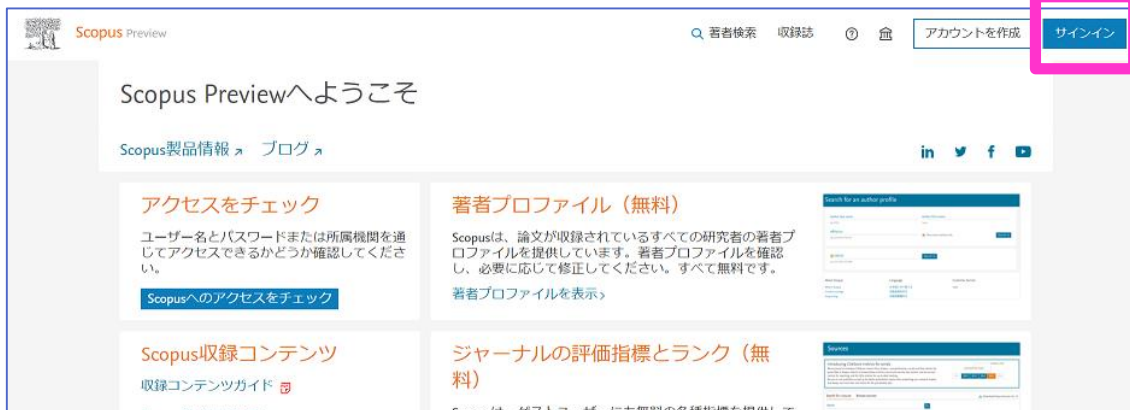 Scopus Preview
著者検索 収録誌 アカウントを作成 サインイン
Scopus Previewへようこそ
Scopus製品情報 ブログ
アクセスをチェック
ユーザー名とパスワードまたは所属機関を通
じてアクセスできるかどうか確認してくださ
い。
Scopusへのアクセスをチェック
著者プロファイル（無料）
Scopusは、論文が収録されているすべての研究者の著者プ
ロファイルを提供しています。著者プロファイルを確認
し、必要に応じて修正してください。すべて無料です。
著者プロファイルを表示>
Search for an author profile
Scopus収録コンテンツ
収録コンテンツガイド
ジャーナルの評価指標とランク（無
料）
Sources